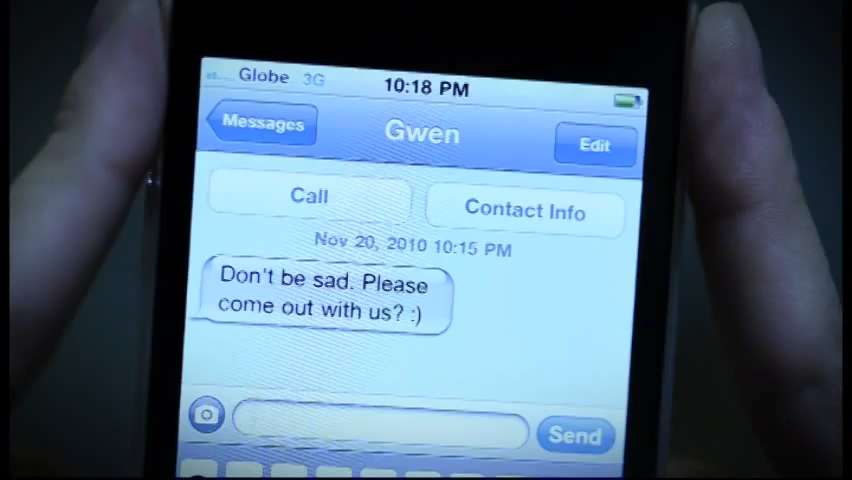 Globe 3G 10:18 PM
Messages Gwen Edit
Call Contact Info
Nov 20, 2010 10:15 PM
Don't be sad. Please
come out with us? :)
Send